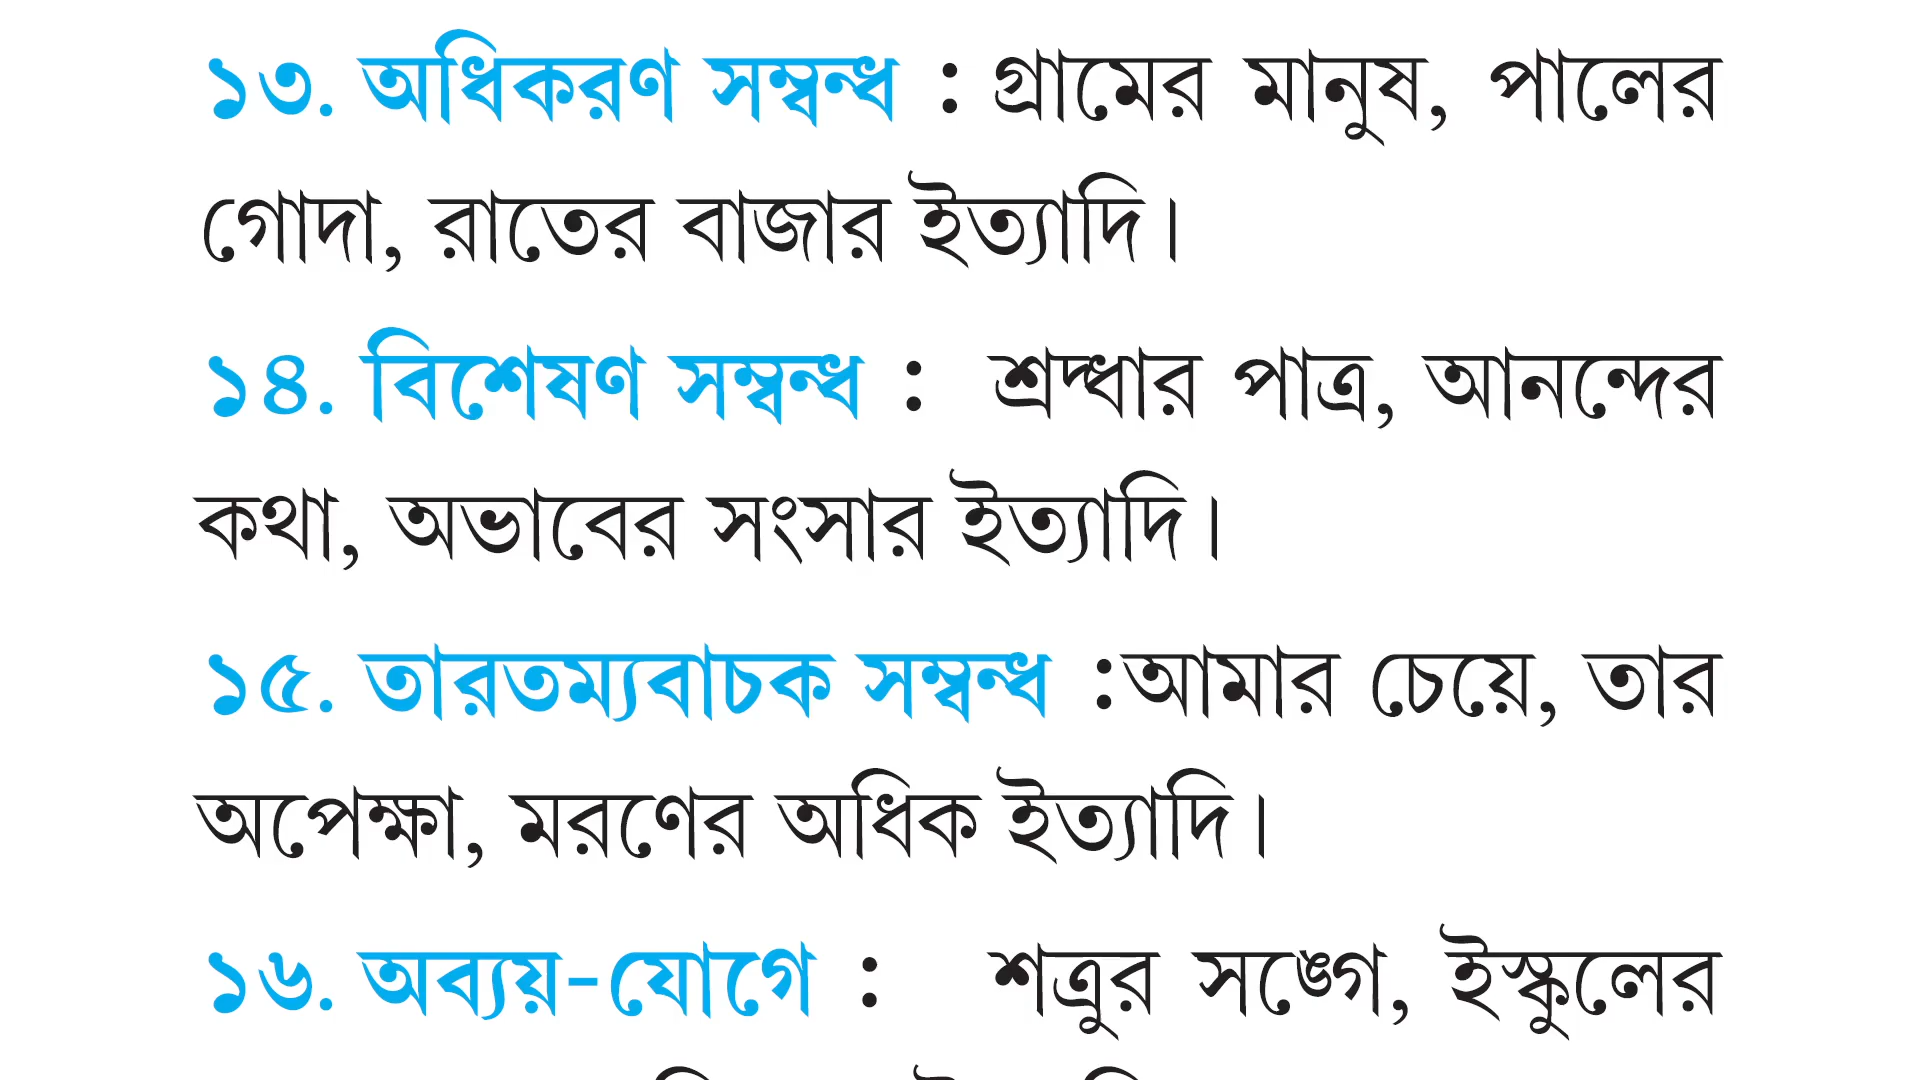 ১৩. অধিকরণ সম্বন্ধ : গ্রামের মানুষ, পালের
গোদা, রাতের বাজার ইত্যাদি।
১৪. বিশেষণ সম্বন্ধ : শ্রদ্ধার পাত্র, আনন্দের
কথা, অভাবের সংসার ইত্যাদি।
১৫. তারতম্যবাচক সম্বন্ধ :আমার চেয়ে, তার
অপেক্ষা, মরণের অধিক ইত্যাদি।
১৬. অব্যয়-যোগে : শত্রুর সঙ্গে, ইস্কুলের